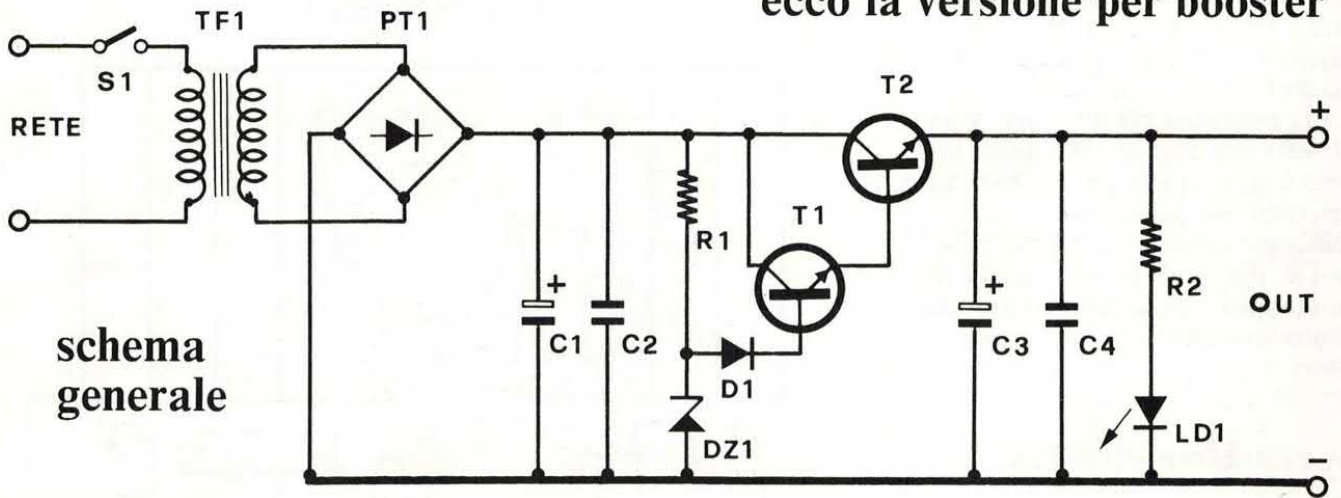 ecco la versione per booster
TF1
PT1
S1
RETE
T2
+
T1
R1
+
C1
C2
D1
DZ1
+
C3
C4
R2
OUT
LD1
-
schema
generale